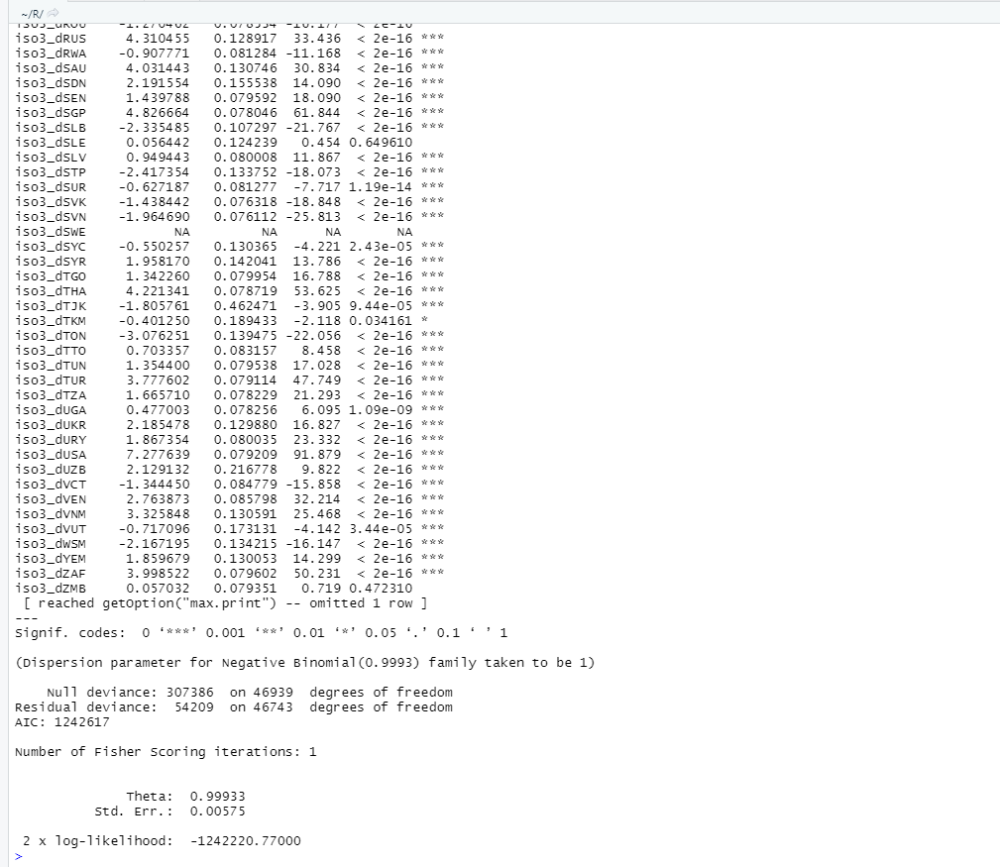 ~/R/
iso3_dROU -1.270462 0.078554 -16.177 < 2e-16 ***
iso3_dRUS 4.310455 0.128917 33.436 < 2e-16 ***
iso3_dRWA -0.907771 0.081284 -11.168 < 2e-16 ***
iso3_dSAU 4.031443 0.130746 30.834 < 2e-16 ***
iso3_dSDN 2.191554 0.155538 14.090 < 2e-16 ***
iso3_dSEN 1.439788 0.079592 18.090 < 2e-16 ***
iso3_dSGP 4.826664 0.078046 61.844 < 2e-16 ***
iso3_dSLB -2.335485 0.107297 -21.767 < 2e-16 ***
iso3_dSLE 0.056442 0.124239 0.454 0.649610
iso3_dSLV 0.949443 0.080008 11.867 < 2e-16 ***
iso3_dSTP -2.417354 0.133752 -18.073 < 2e-16 ***
iso3_dSUR -0.627187 0.081277 -7.717 1.19e-14 ***
iso3_dSVK -1.438442 0.076318 -18.848 < 2e-16 ***
iso3_dSVN -1.964690 0.076112 -25.813 < 2e-16 ***
iso3_dSWE NA NA NA NA
iso3_dSYC -0.550257 0.130365 -4.221 2.43e-05 ***
iso3_dSYR 1.958170 0.142041 13.786 < 2e-16 ***
iso3_dTGO 1.342260 0.079954 16.788 < 2e-16 ***
iso3_dTHA 4.221341 0.078719 53.625 < 2e-16 ***
iso3_dTJK -1.805761 0.462471 -3.905 9.44e-05 ***
iso3_dTKM -0.401250 0.189433 -2.118 0.034161 *
iso3_dTON -3.076251 0.139475 -22.056 < 2e-16 ***
iso3_dTTO 0.703357 0.083157 8.458 < 2e-16 ***
iso3_dTUN 1.354400 0.079538 17.028 < 2e-16 ***
iso3_dTUR 3.777602 0.079114 47.749 < 2e-16 ***
iso3_dTZA 1.665710 0.078229 21.293 < 2e-16 ***
iso3_dUGA 0.477003 0.078256 6.095 1.09e-09 ***
iso3_dUKR 2.185478 0.129880 16.827 < 2e-16 ***
iso3_dURY 1.867354 0.080035 23.332 < 2e-16 ***
iso3_dUSA 7.277639 0.079209 91.879 < 2e-16 ***
iso3_dUZB 2.129132 0.216778 9.822 < 2e-16 ***
iso3_dVCT -1.344450 0.084779 -15.858 < 2e-16 ***
iso3_dVEN 2.763873 0.085798 32.214 < 2e-16 ***
iso3_dVNM 3.325848 0.130591 25.468 < 2e-16 ***
iso3_dVUT -0.717096 0.173131 -4.142 3.44e-05 ***
iso3_dWSM -2.167195 0.134215 -16.147 < 2e-16 ***
iso3_dYEM 1.859679 0.130053 14.299 < 2e-16 ***
iso3_dZAF 3.998522 0.079602 50.231 < 2e-16 ***
iso3_dZMB 0.057032 0.079351 0.719 0.472310
[ reached getOption("max.print") -- omitted 1 row ]
---
Signif. codes: 0 ‘***’ 0.001 ‘**’ 0.01 ‘*’ 0.05 ‘.’ 0.1 ‘ ’ 1
(Dispersion parameter for Negative Binomial(0.9993) family taken to be 1)
Null deviance: 307386 on 46939 degrees of freedom
Residual deviance: 54209 on 46743 degrees of freedom
AIC: 1242617
Number of Fisher Scoring iterations: 1
Theta: 0.99933
Std. Err.: 0.00575
2 x log-likelihood: -1242220.77000
>